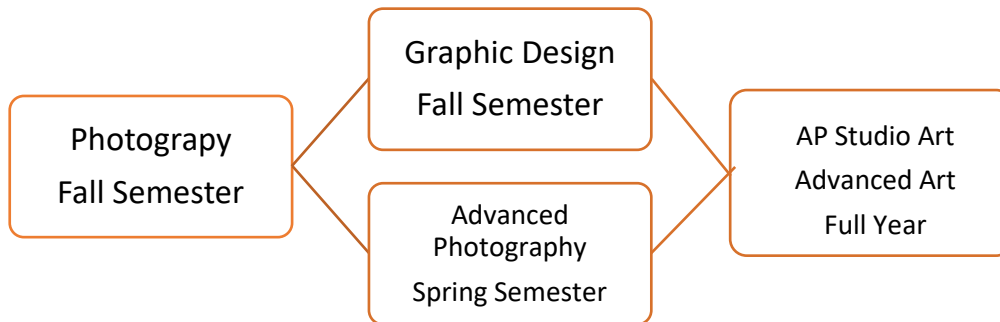 Photograpy
Fall Semester
Graphic Design
Fall Semester
Advanced
Photography
Spring Semester
AP Studio Art
Advanced Art
Full Year